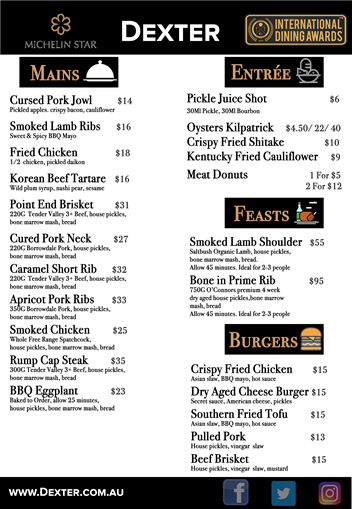 MICHELIN STAR
DEXTER
INTERNATIONAL
DINING AWARDS
MAINS
Cursed Pork Jowl $14
Pickled apples. crispy bacon, cauliflower
Smoked Lamb Ribs $16
Sweet & Spicy BBQ Mayo
Fried Chicken $18
1/2 chicken, pickled daikon
Korean Beef Tartare $16
Wild plum syrup, nashi pear, sesame
Point End Brisket $31
220G Tender Valley 3+ Beef, house pickles,
bone marrow mash, bread
Cured Pork Neck $27
220G Borrowdale Pork, house pickles,
bone marrow mash, bread
Caramel Short Rib $32
220G Tender Valley 3+ Beef, house pickles,
bone marrow mash, bread
Apricot Pork Ribs $33
350G Borrowdale Pork, house pickles,
bone marrow mash, bread
Smoked Chicken $25
Whole Free Range Spatchcock,
house pickles, bone marrow mash, bread
Rump Cap Steak $35
300G Tender Valley 3+ Beef, house pickles,
bone marrow mash, bread
BBQ Eggplant $23
Baked to Order, allow 25 minutes,
house pickles, bone marrow mash, bread
ENTRÉE
Pickle Juice Shot $6
30Ml Pickle, 30Ml Bourbon
Oysters Kilpatrick $4.50/ 22/ 40
Crispy Fried Shitake $10
Kentucky Fried Cauliflower $9
Meat Donuts 1 For $5
2 For $12
FEASTS
Smoked Lamb Shoulder $55
Saltbush Organic Lamb, house pickles,
bone marrow mash, bread.
Allow 45 minutes. Ideal for 2-3 people
Bone in Prime Rib $95
750G O'Connors premium 4 week
dry aged house pickles,bone marrow
mash, bread
Allow 45 minutes. Ideal for 2-3 people
BURGERS
Crispy Fried Chicken $15
Asian slaw, BBQ mayo, hot sauce
Dry Aged Cheese Burger $15
Secret sauce, American cheese, pickles
Southern Fried Tofu $15
Asian slaw, BBQ mayo, hot sauce
Pulled Pork $13
House pickles, vinegar slaw
Beef Brisket $15
House pickles, vinegar slaw, mustard
WWW.DEXTER.COM.AU